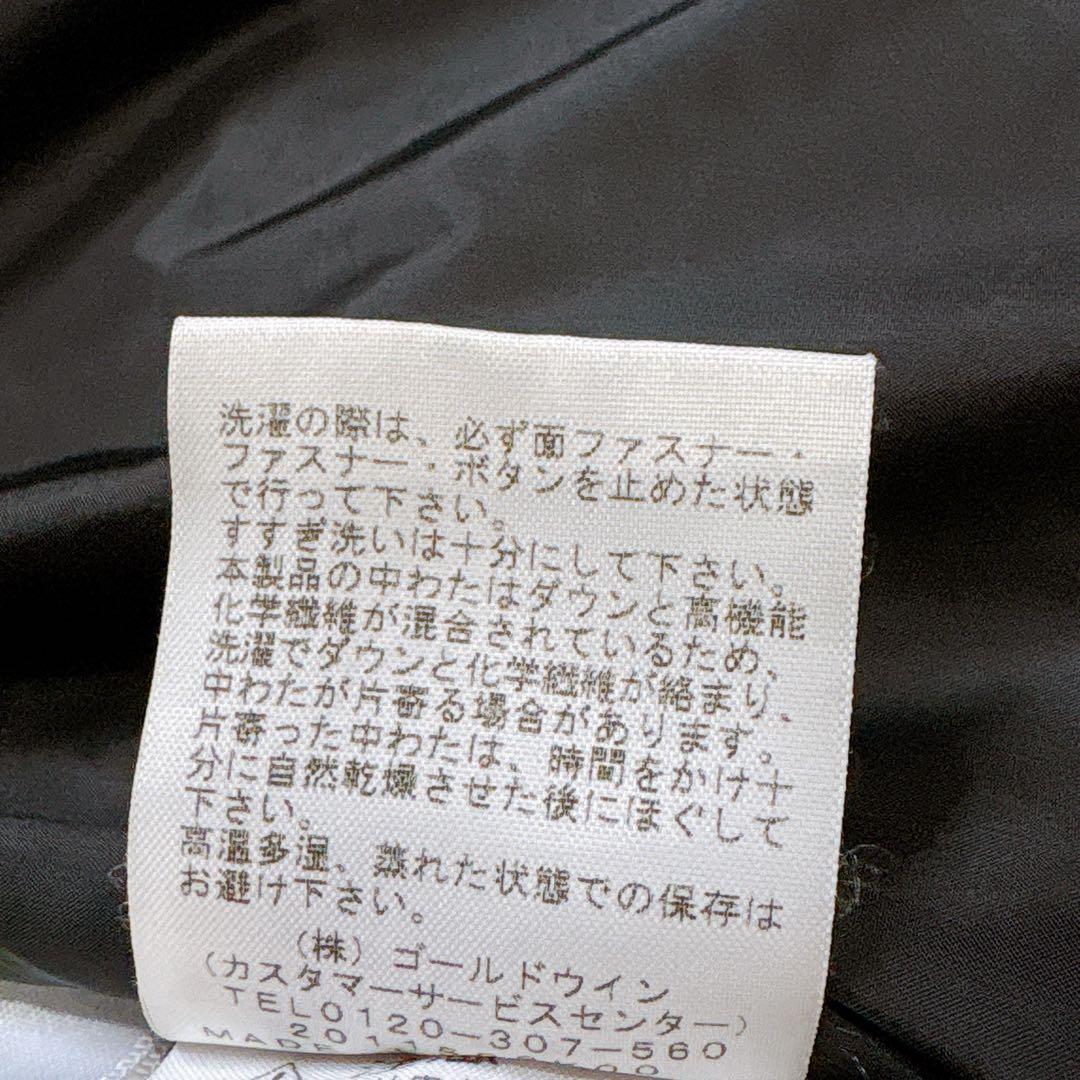 洗濯の際は、必ず面ファスナー・
ファスナー・ボタンを止めた状態
で行って下さい。
すすぎ洗いは十分にして下さい。
本製品の中わたはダウンと高機能
化学繊維が混合されているため、
洗濯でダウンと化学繊維が絡まり、
中わたが片寄る場合があります。
片寄った中わたは、時間をかけ十
分に自然乾燥させた後にほぐして
下さい。
高温多湿、蒸れた状態での保存は
お避け下さい。
(株)ゴールドウイン
(カスタマーサービスセンター)
TEL0120-307-560
MADE